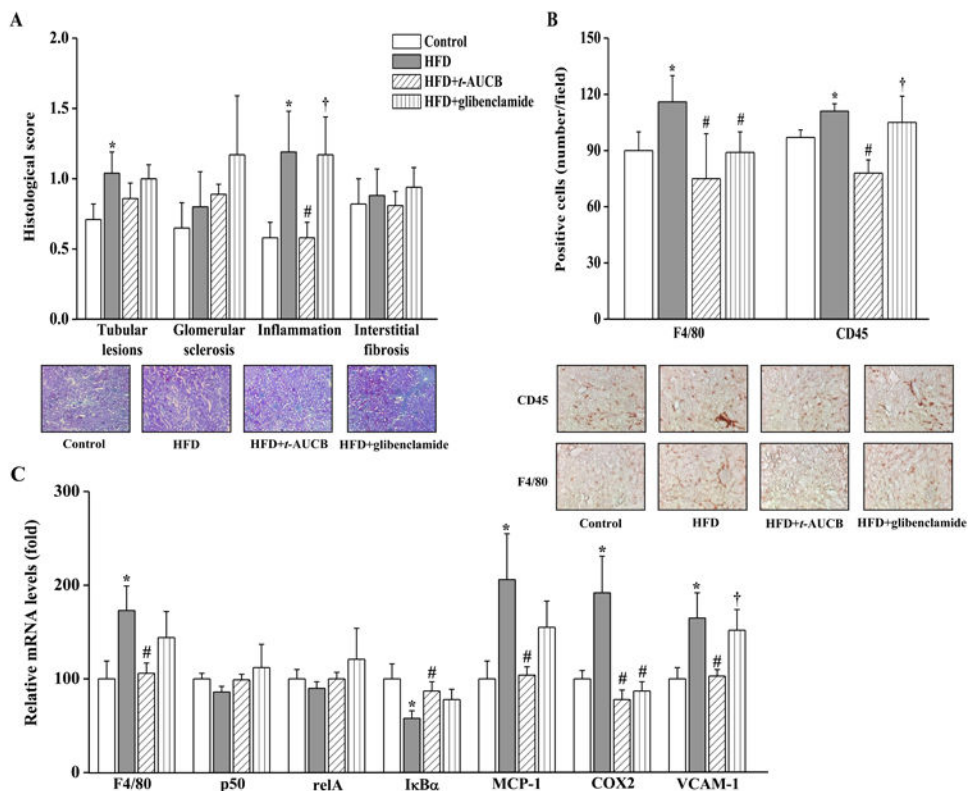 A
Histological score
2.0
1.5
1.0
0.5
0.0
*
*
#
†
Control
HFD
HFD+t-AUCB
HFD+glibenclamide
Tubular lesions
Glomerular sclerosis
Inflammation
Interstitial fibrosis
Control
HFD
HFD+t-AUCB
HFD+glibenclamide
B
Positive cells (number/field)
150
120
90
60
30
0
*
#
#
*
#
†
F4/80
CD45
CD45
F4/80
Control
HFD
HFD+t-AUCB
HFD+glibenclamide
C
Relative mRNA levels (fold)
300
200
100
0
*
#
*
#
*
#
*
#
#
*
#
†
F4/80
p50
relA
IκBα
MCP-1
COX2
VCAM-1